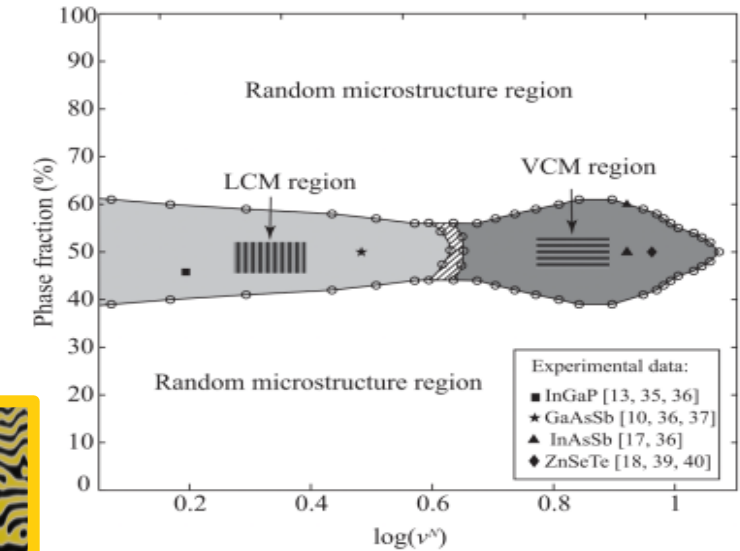 100
90
80
70
60
50
40
30
20
10
0
Phase fraction (%)
Random microstructure region
LCM region
VCM region
Random microstructure region
Experimental data:
■ InGaP [13, 35, 36]
★ GaAsSb [10, 36, 37]
▲ InAsSb [17, 36]
◆ ZnSeTe [18, 39, 40]
0.2 0.4 0.6 0.8 1
log(νᴺ)